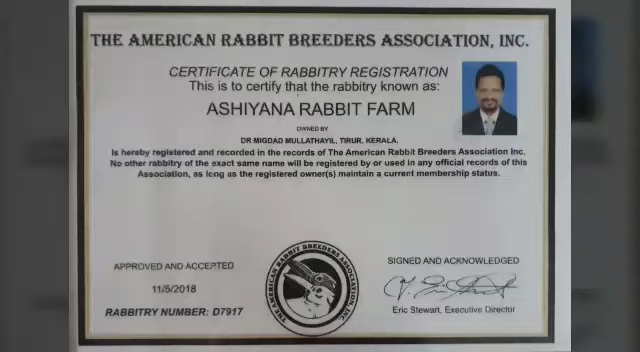 THE AMERICAN RABBIT BREEDERS ASSOCIATION, INC.
CERTIFICATE OF RABBITRY REGISTRATION
This is to certify that the rabbitry known as:
ASHIYANA RABBIT FARM
OWNED BY
DR MIGDAD MULLATHAYIL, TIRUR, KERALA.
Is hereby registered and recorded in the records of The American Rabbit Breeders Association Inc.
No other rabbitry of the exact same name will be registered by or used in any official records of this
Association, as long as the registered owner(s) maintain a current membership status.
APPROVED AND ACCEPTED
11/5/2018
RABBITRY NUMBER: D7917
THE AMERICAN RABBIT BREEDERS ASSOCIATION, INC.
SIGNED AND ACKNOWLEDGED
Eric Stewart, Executive Director